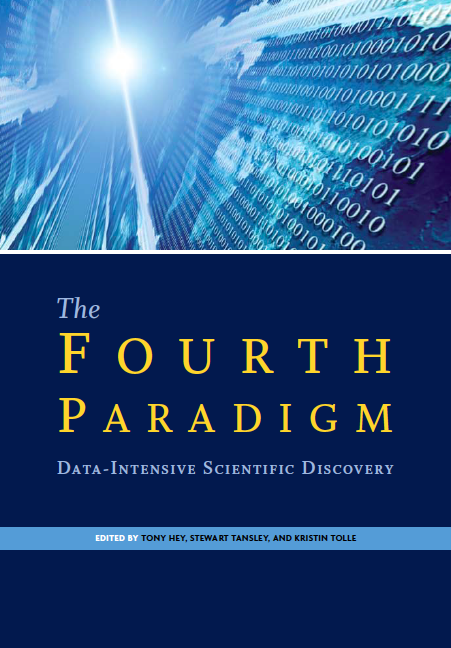 The
FOURTH
PARADIGM
DATA-INTENSIVE SCIENTIFIC DISCOVERY
EDITED BY TONY HEY, STEWART TANSLEY, AND KRISTIN TOLLE